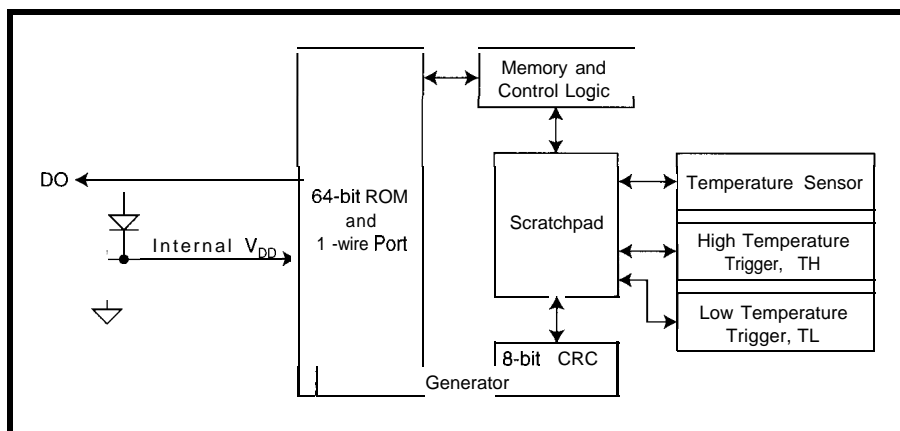 Memory and
Control Logic
DO
64-bit ROM
and
1 -wire Port
Internal VDD
Scratchpad
Temperature Sensor
High Temperature
Trigger, TH
Low Temperature
Trigger, TL
8-bit CRC
Generator